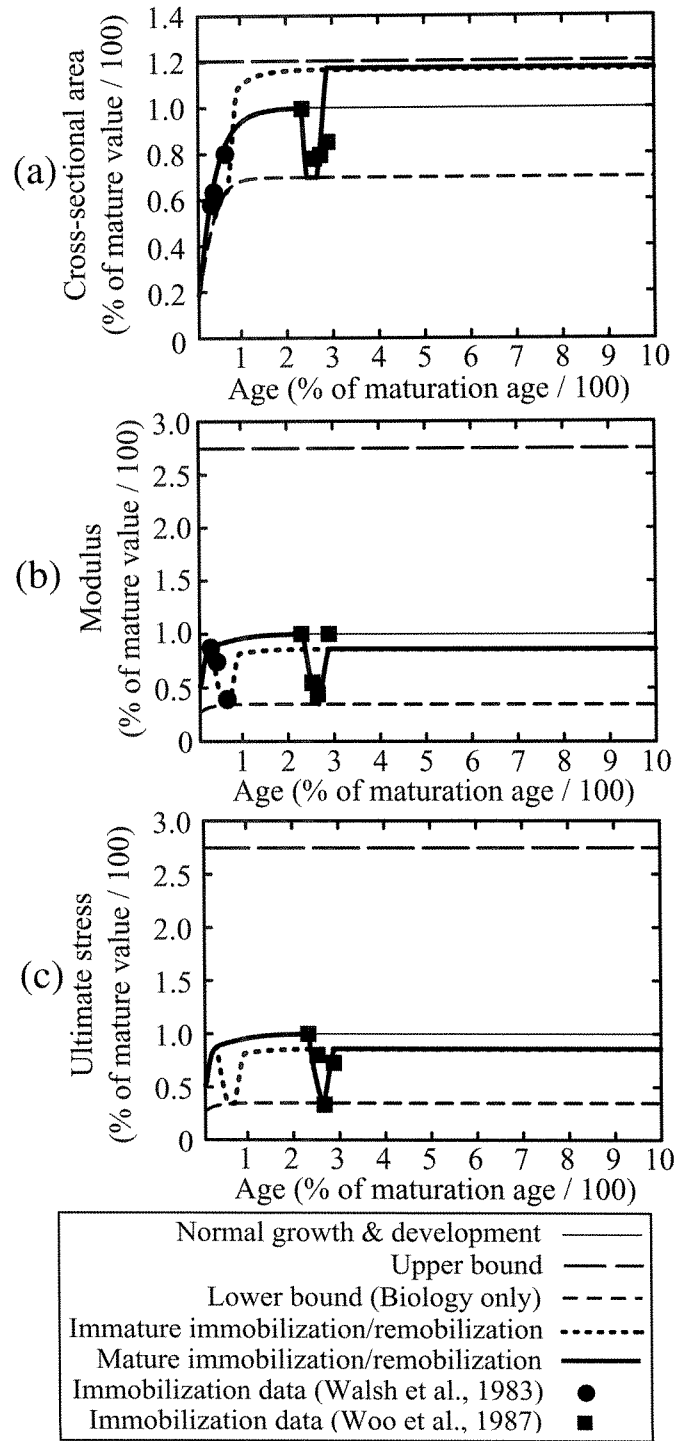 (a)
Cross-sectional area
(% of mature value / 100)
1.4
1.2
1.0
0.8
0.6
0.4
0.2
0
1 2 3 4 5 6 7 8 9 10
Age (% of maturation age / 100)
(b)
Modulus
(% of mature value / 100)
3.0
2.5
2.0
1.5
1.0
0.5
0
1 2 3 4 5 6 7 8 9 10
Age (% of maturation age / 100)
(c)
Ultimate stress
(% of mature value / 100)
3.0
2.5
2.0
1.5
1.0
0.5
0
1 2 3 4 5 6 7 8 9 10
Age (% of maturation age / 100)
Normal growth & development
Upper bound
Lower bound (Biology only)
Immature immobilization/remobilization
Mature immobilization/remobilization
Immobilization data (Walsh et al., 1983)
Immobilization data (Woo et al., 1987)